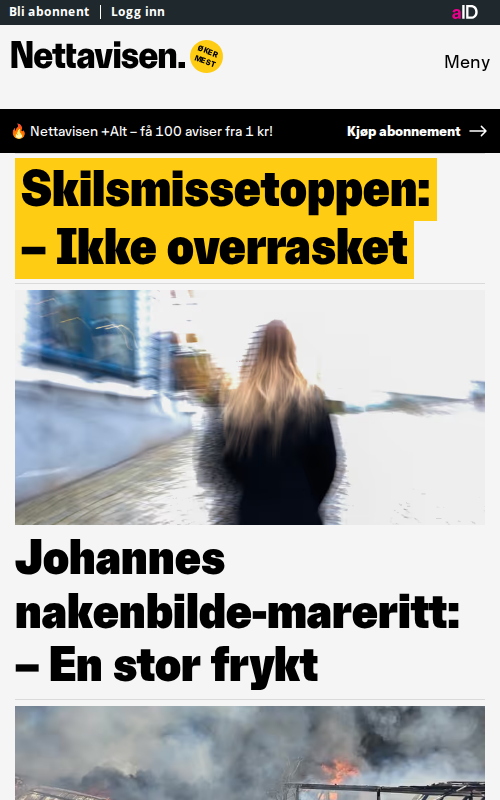 Bli abonnent | Logg inn
aID
Nettavisen.
ØKER
MEST
Meny
Nettavisen +Alt – få 100 aviser fra 1 kr!
Kjøp abonnement
Skilsmissetoppen:
– Ikke overrasket
Johannes
nakenbilde-mareritt:
– En stor frykt